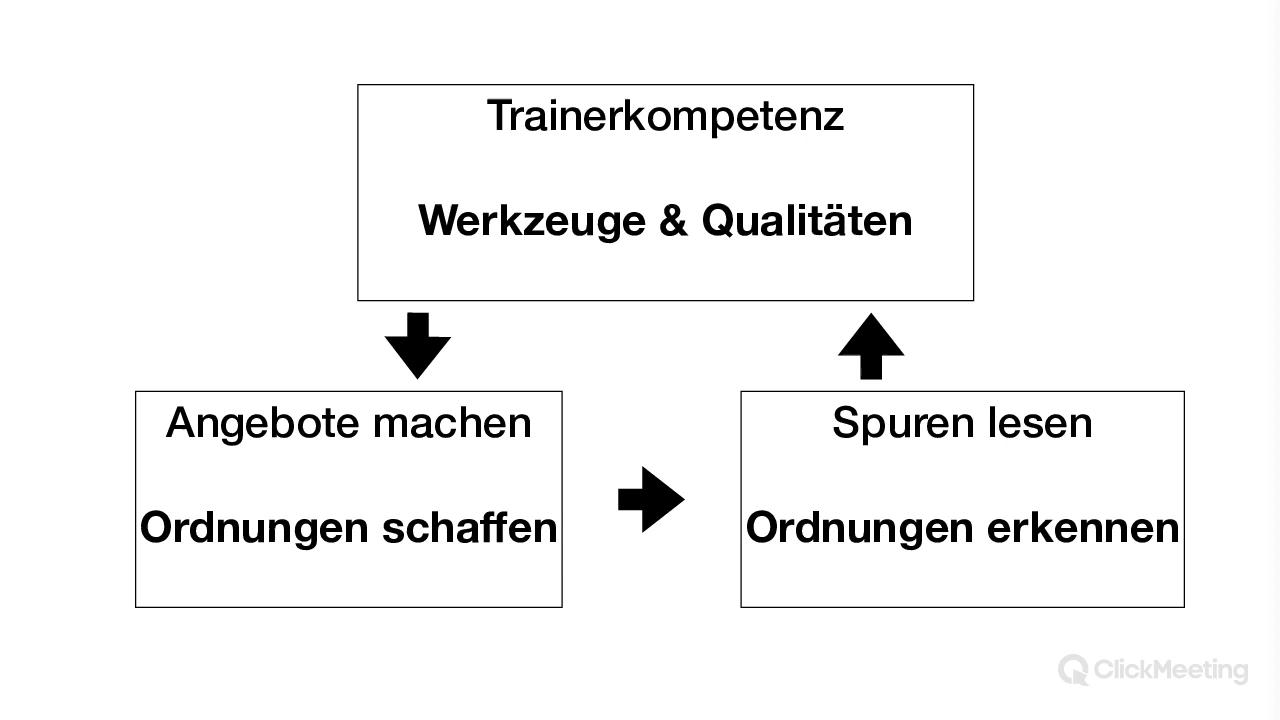 Trainerkompetenz
Werkzeuge & Qualitäten
Angebote machen
Ordnungen schaffen
Spuren lesen
Ordnungen erkennen
ClickMeeting